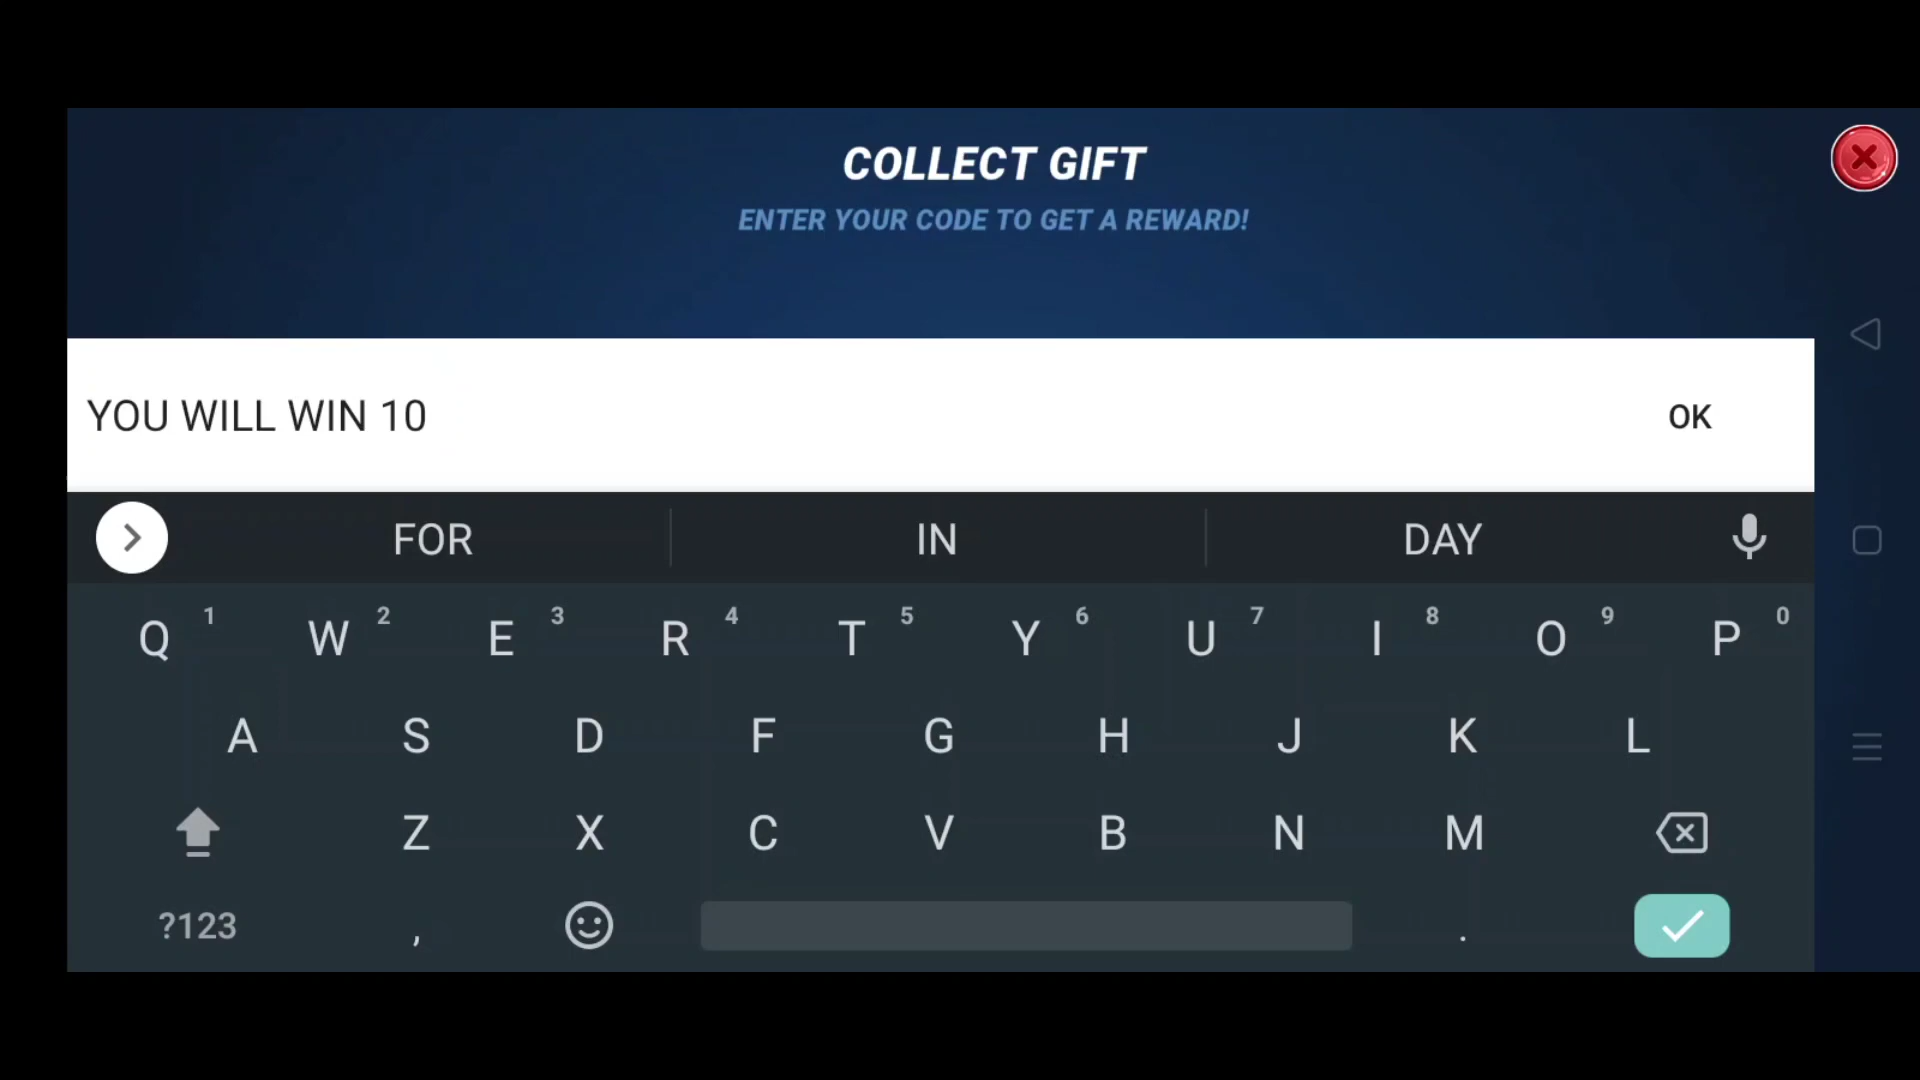 COLLECT GIFT
ENTER YOUR CODE TO GET A REWARD!
YOU WILL WIN 10
OK
FOR IN DAY
Q 1 W 2 E 3 R 4 T 5 Y 6 U 7 I 8 O 9 P 0
A S D F G H J K L
Z X C V B N M
?123 , .